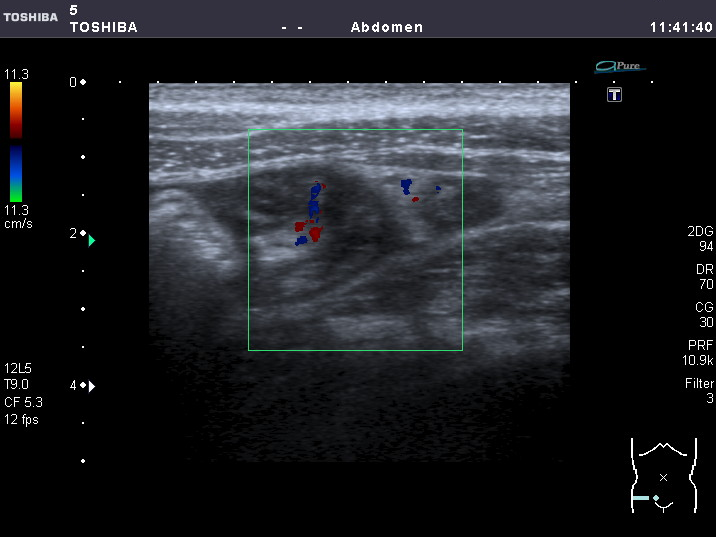 TOSHIBA
5
TOSHIBA - - Abdomen 11:41:40
11.3
11.3
cm/s
0
2
4
Pure
T
2DG
94
DR
70
CG
30
PRF
10.9k
Filter
3
12L5
T9.0
CF 5.3
12 fps